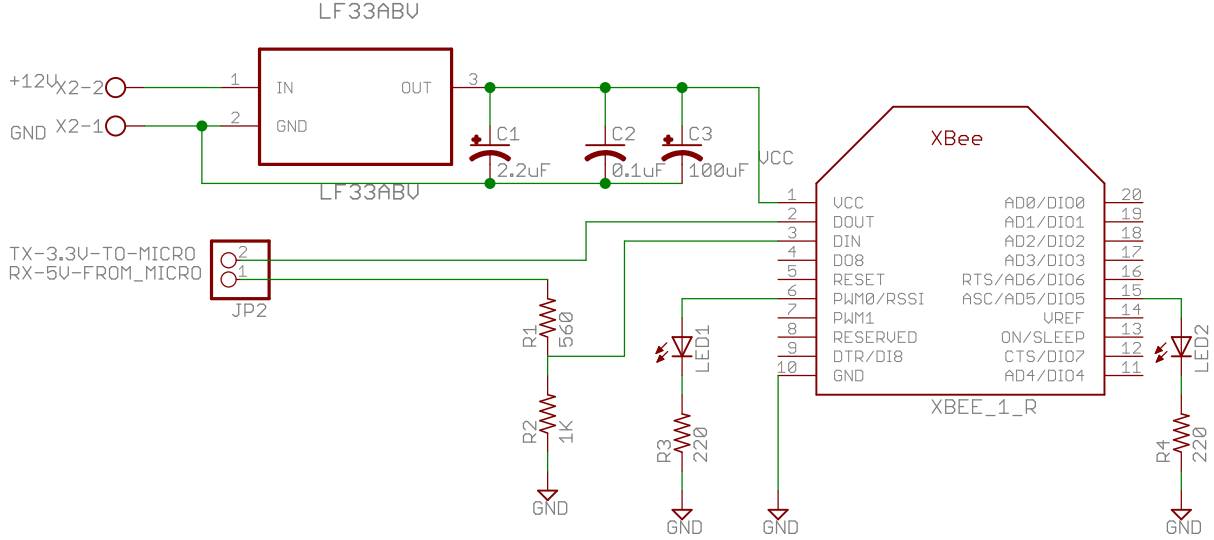 LF33ABV
+12V
X2-2
1
IN
OUT
3
GND
X2-1
2
GND
C1
2.2uF
C2
0.1uF
C3
100uF
VCC
LF33ABV
TX-3.3V-TO-MICRO
2
RX-5V-FROM_MICRO
1
JP2
R1
560
R2
1K
GND
LED1
R3
220
GND
GND
XBee
1
VCC
AD0/DIO0
20
2
DOUT
AD1/DIO1
19
3
DIN
AD2/DIO2
18
4
DO8
AD3/DIO3
17
5
RESET
RTS/AD6/DIO6
16
6
PWM0/RSSI
ASC/AD5/DIO5
15
7
PWM1
VREF
14
8
RESERVED
ON/SLEEP
13
9
DTR/DI8
CTS/DIO7
12
10
GND
AD4/DIO4
11
XBEE_1_R
LED2
R4
220
GND